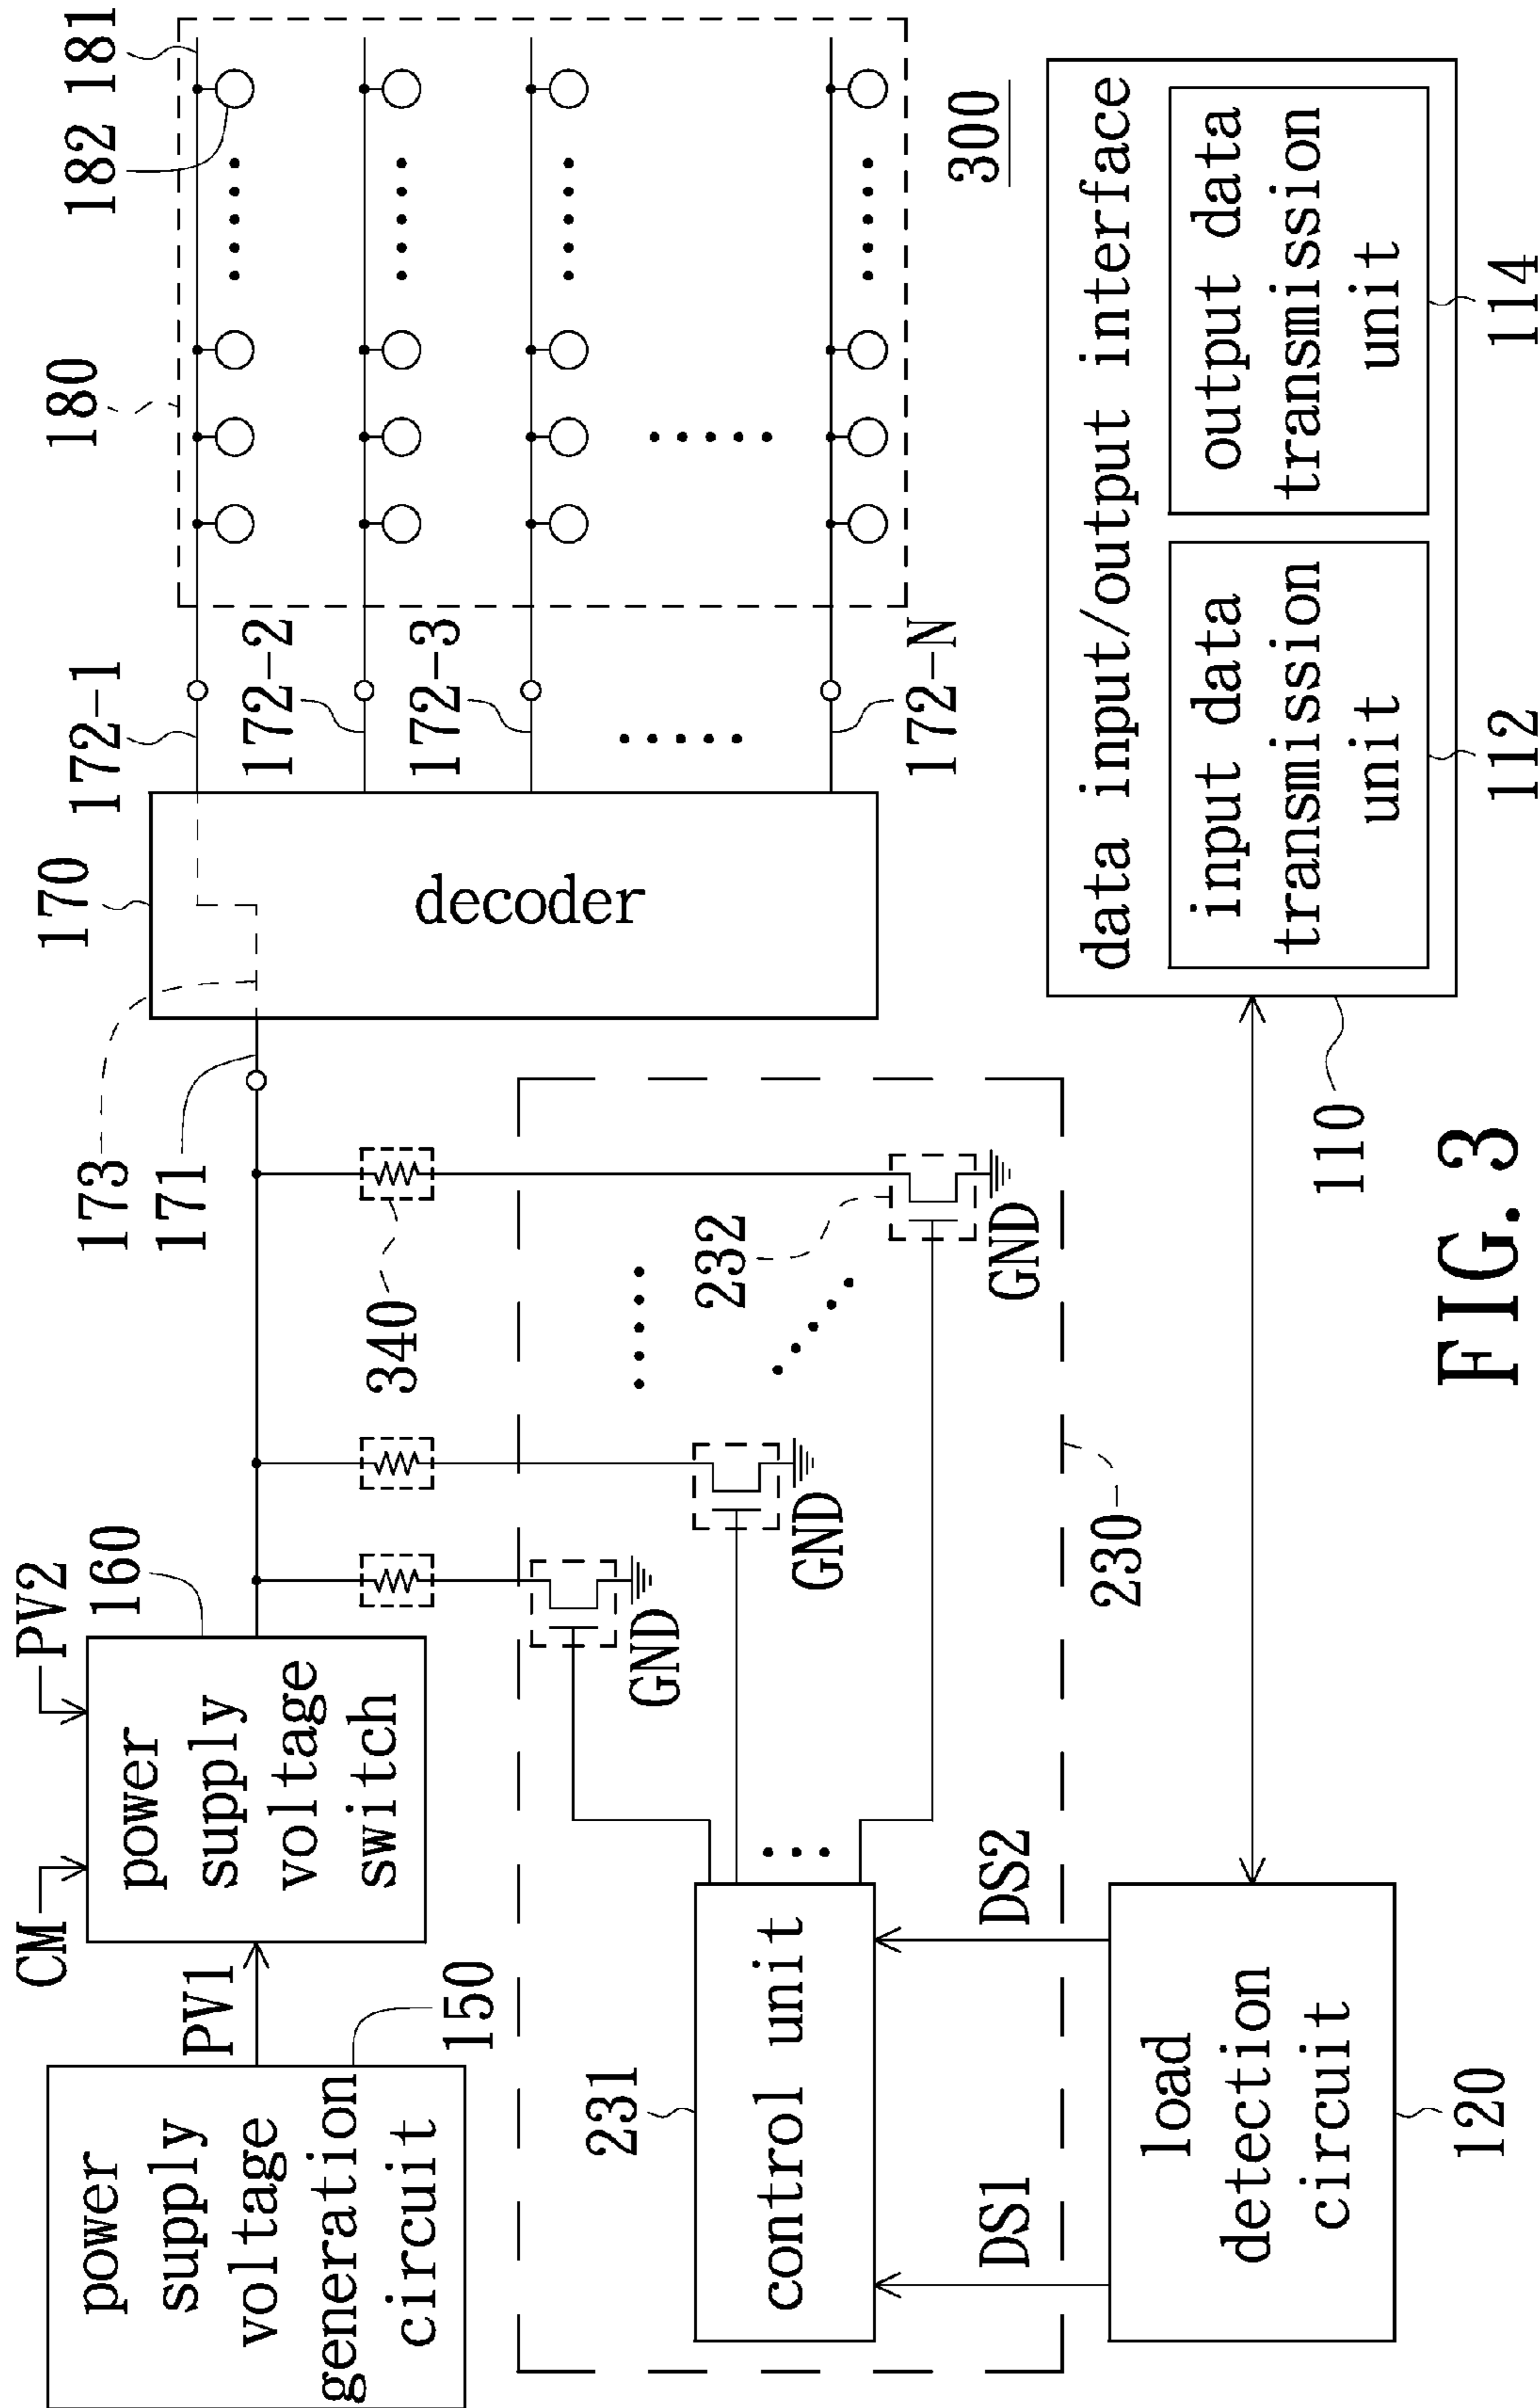 power
supply
voltage
generation
circuit
150
PV1
CM
PV2
power
supply
voltage
switch
160
173
171
170
decoder
172-1
172-2
172-3
172-N
180
182
181
340
232
GND
GND
GND
230
231
control unit
DS1
DS2
load
detection
circuit
120
300
data input/output interface
input data
transmission
unit
112
output data
transmission
unit
114
110
FIG. 3